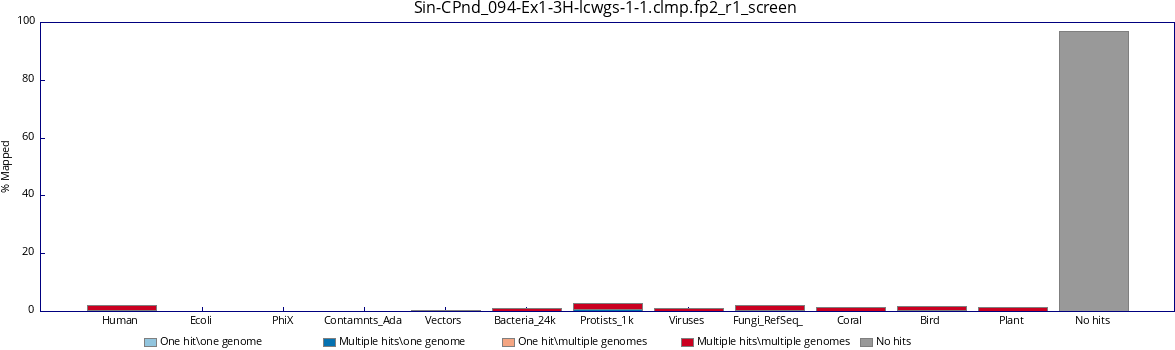 Sin-CPnd_094-Ex1-3H-lcwgs-1-1.clmp.fp2_r1_screen
100
80
60
40
20
0
% Mapped
Human Ecoli PhiX Contamnts_Ada Vectors Bacteria_24k Protists_1k Viruses Fungi_RefSeq_ Coral Bird Plant No hits
One hit\one genome Multiple hits\one genome One hit\multiple genomes Multiple hits\multiple genomes No hits